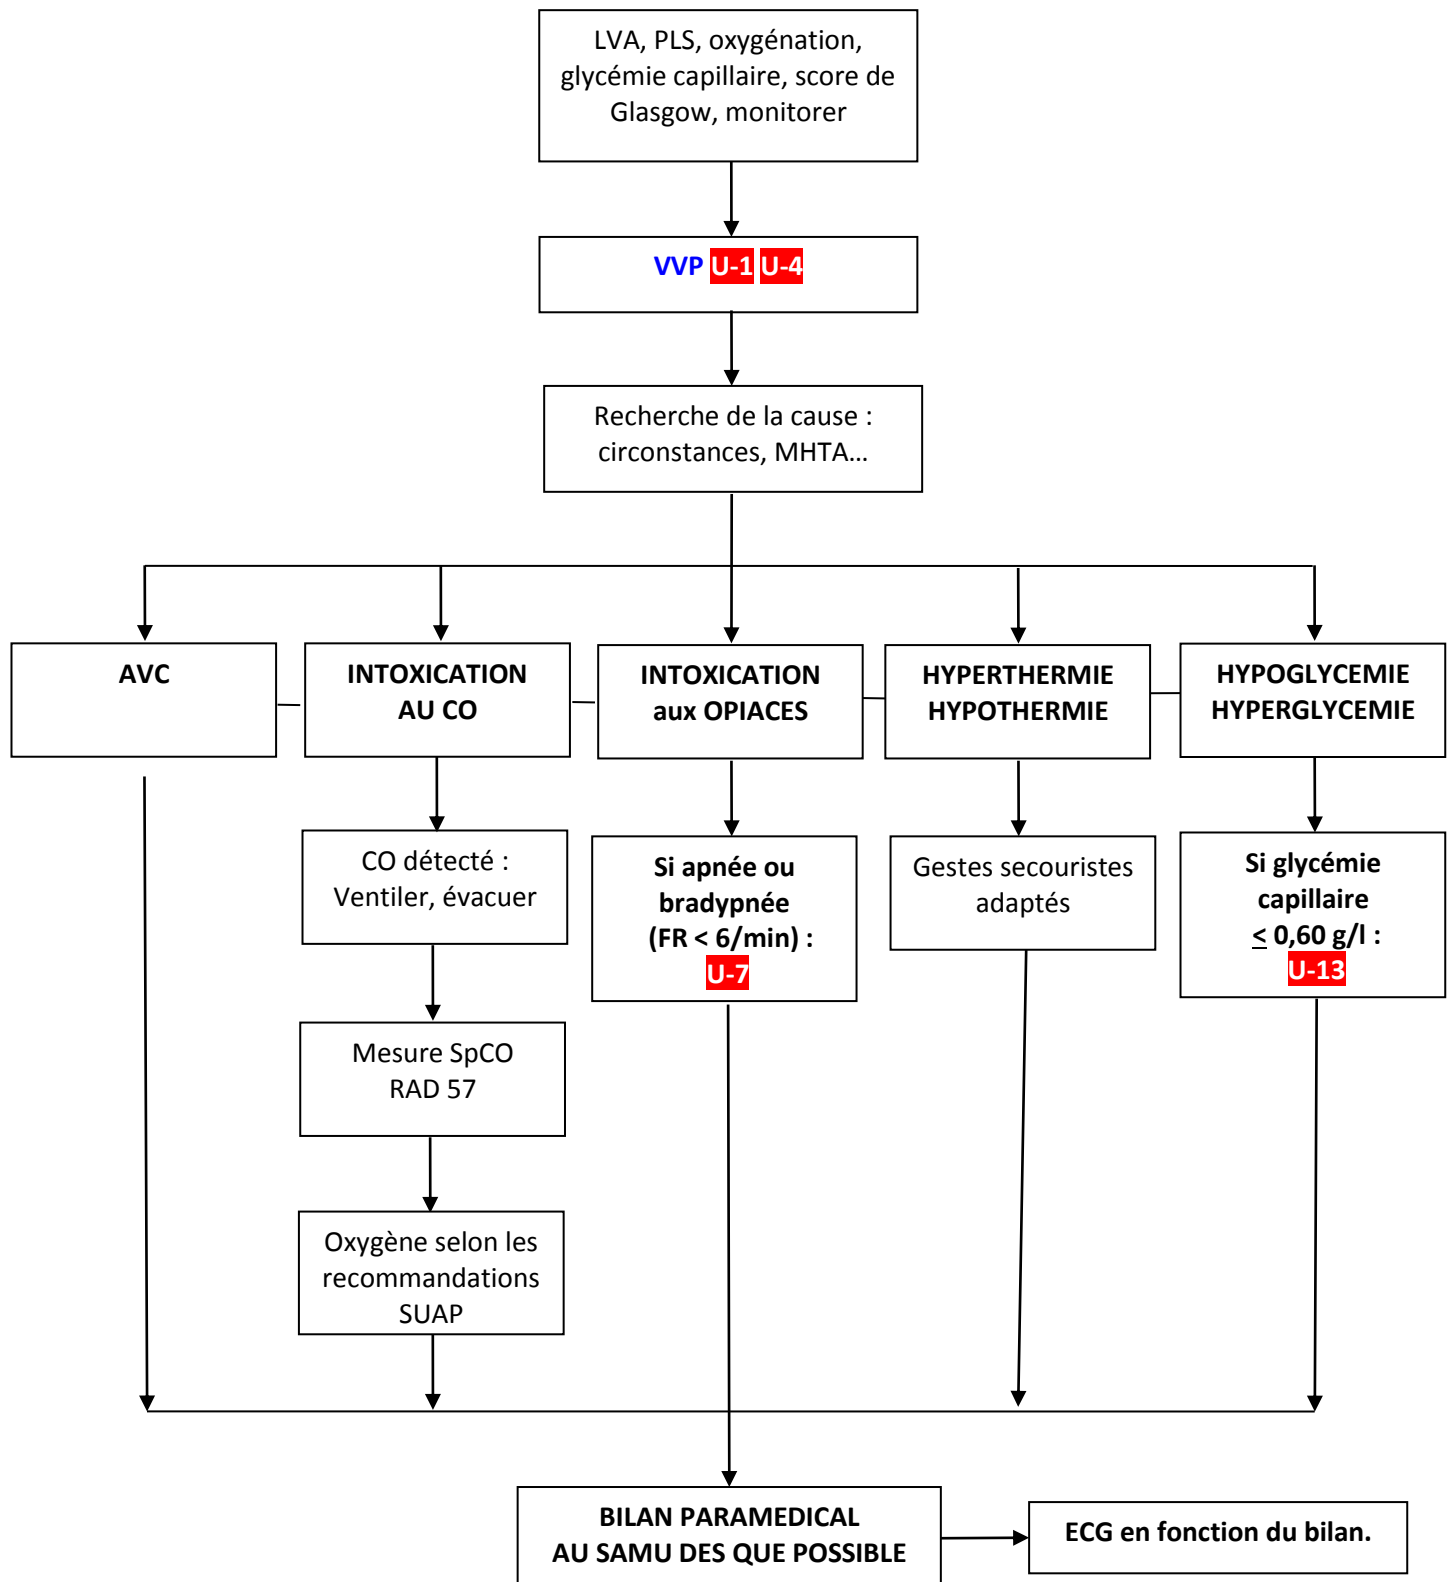 LVA, PLS, oxygénation,
glycémie capillaire, score de
Glasgow, monitorer
VVP U-1 U-4
Recherche de la cause :
circonstances, MHTA...
AVC
INTOXICATION
AU CO
INTOXICATION
aux OPIACES
HYPERTHERMIE
HYPOTHERMIE
HYPOGLYCEMIE
HYPERGLYCEMIE
CO détecté :
Ventiler, évacuer
Si apnée ou
bradypnée
(FR < 6/min) :
U-7
Gestes secouristes
adaptés
Si glycémie
capillaire
≤ 0,60 g/l :
U-13
Mesure SpCO
RAD 57
Oxygène selon les
recommandations
SUAP
BILAN PARAMEDICAL
AU SAMU DES QUE POSSIBLE
ECG en fonction du bilan.